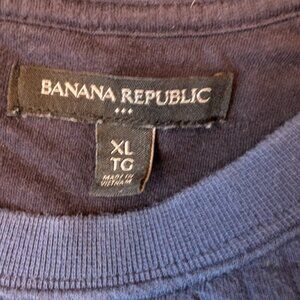 BANANA REPUBLIC
XL
TG
MADE IN
VIETNAM